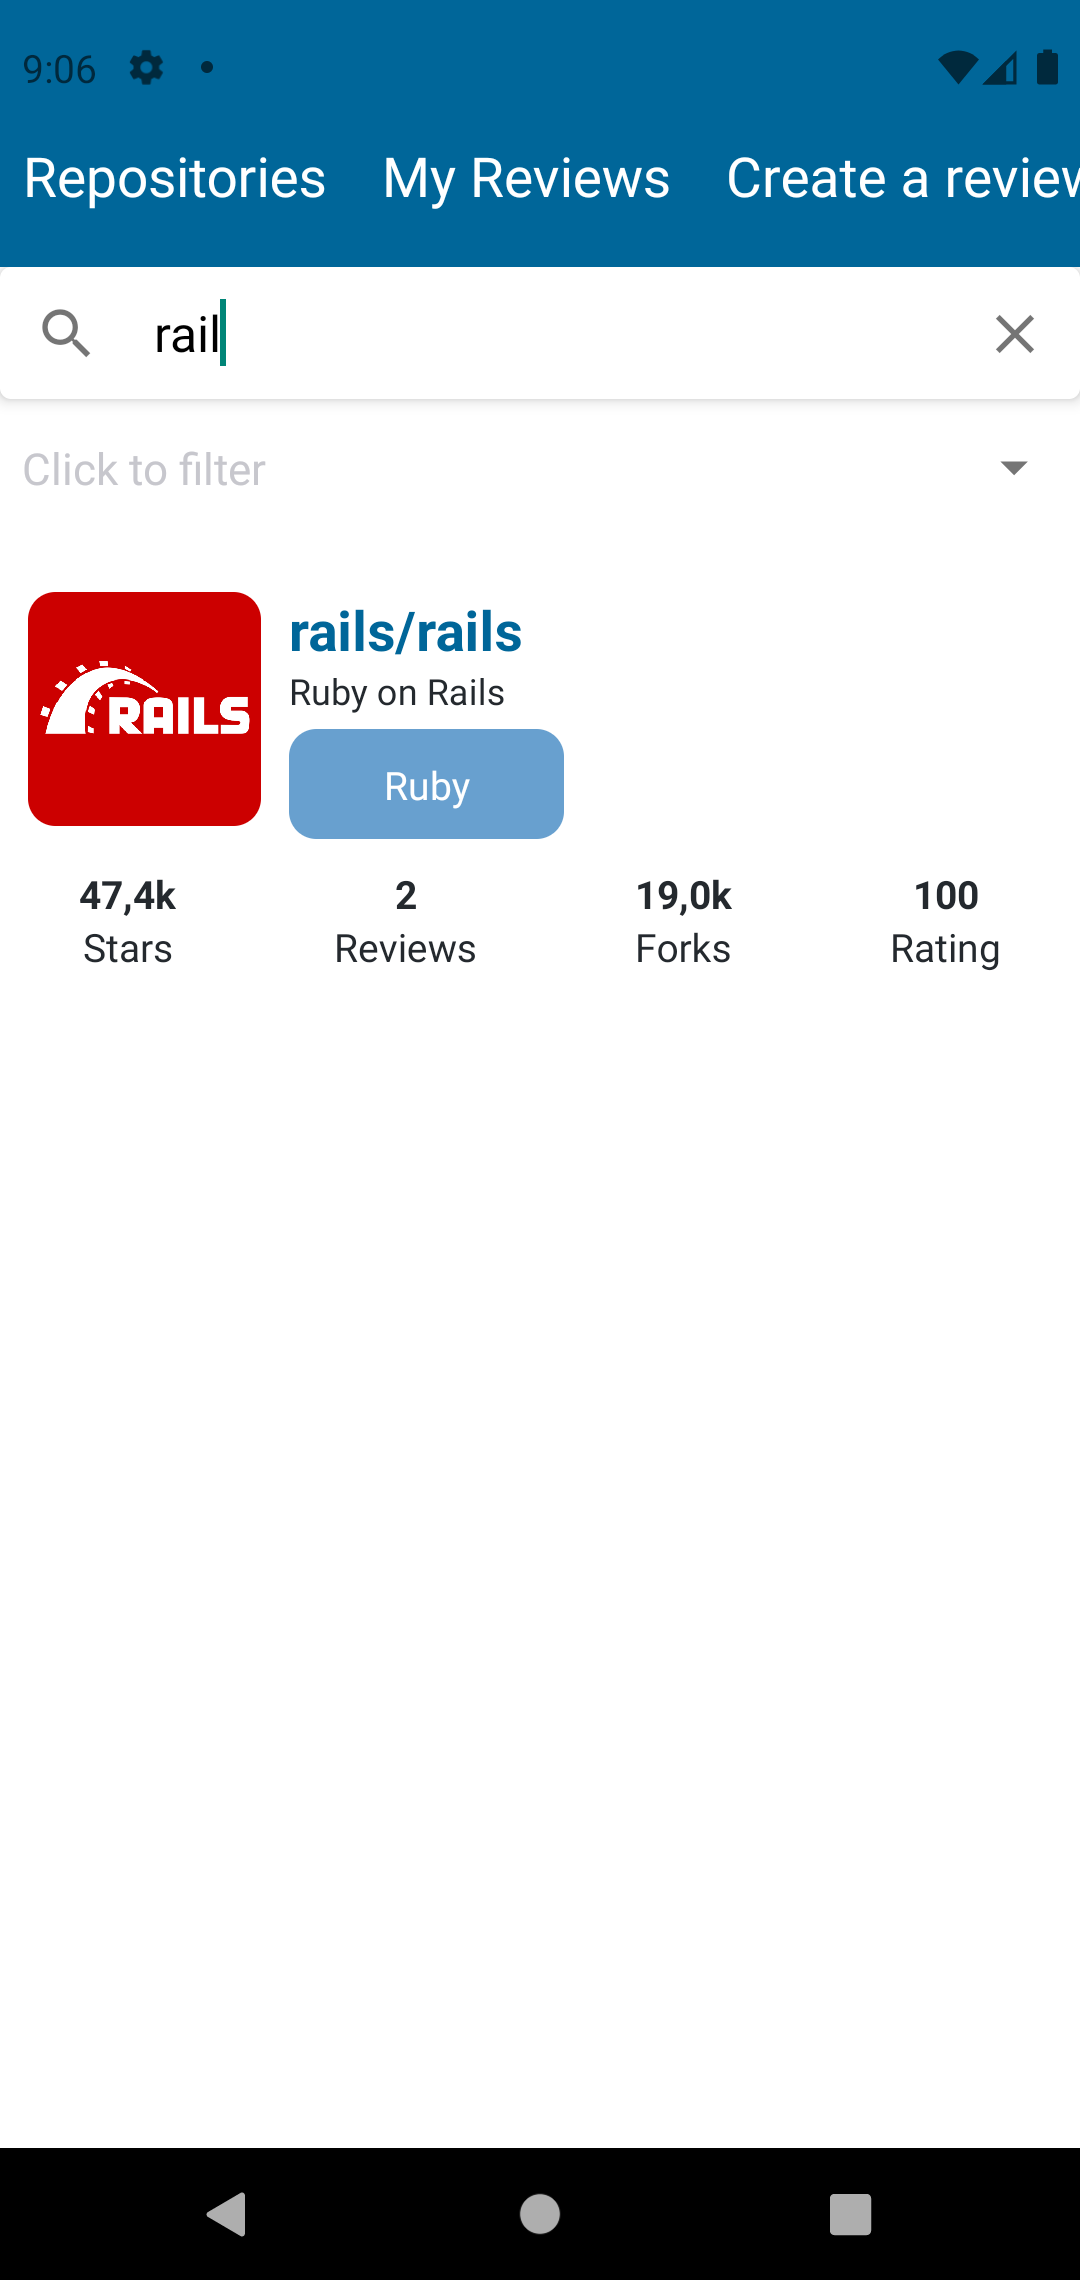 9:06
Repositories My Reviews Create a review
rail
Click to filter
RAILS
rails/rails
Ruby on Rails
Ruby
47,4k 2 19,0k 100
Stars Reviews Forks Rating